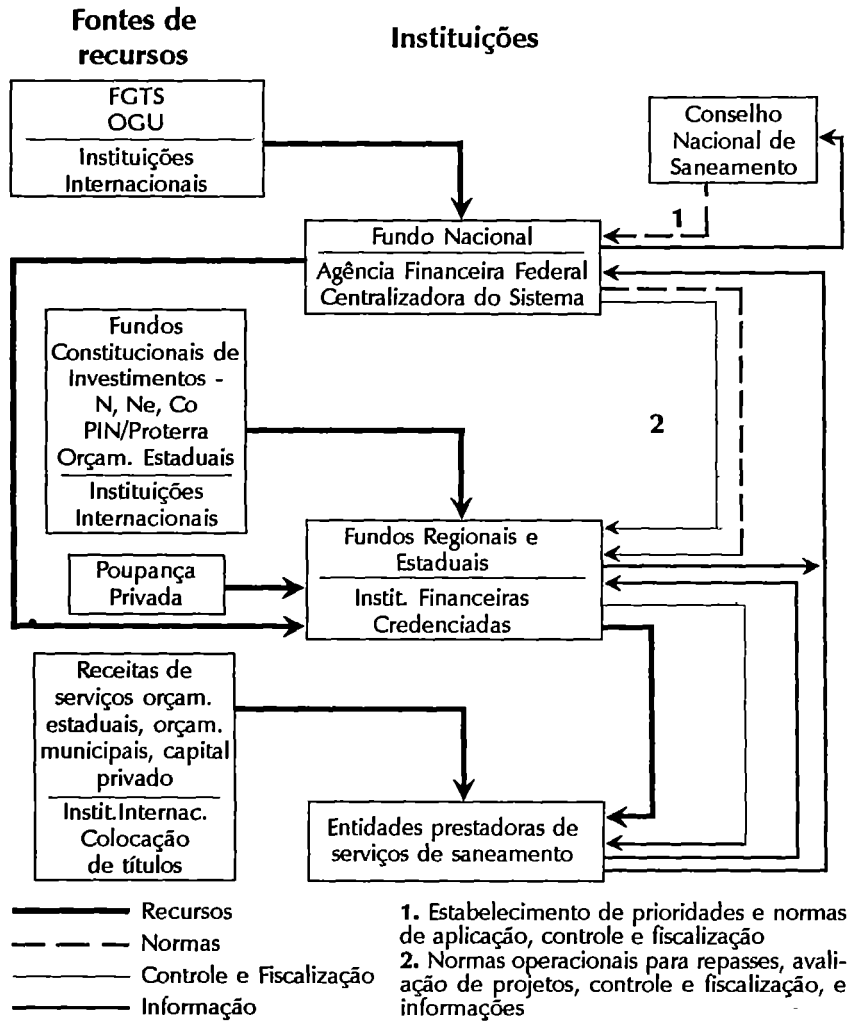 Fontes de
recursos
Instituições
FGTS
OGU
Instituições
Internacionais
Conselho
Nacional de
Saneamento
1
Fundo Nacional
Agência Financeira Federal
Centralizadora do Sistema
Fundos
Constitucionais de
Investimentos -
N, Ne, Co
PIN/Proterra
Orçam. Estaduais
Instituições
Internacionais
2
Fundos Regionais e
Estaduais
Instit. Financeiras
Credenciadas
Poupança
Privada
Receitas de
serviços orçam.
estaduais, orçam.
municipais, capital
privado
Instit.Internac.
Colocação
de títulos
Entidades prestadoras de
serviços de saneamento
Recursos
Normas
Controle e Fiscalização
Informação
1. Estabelecimento de prioridades e normas
de aplicação, controle e fiscalização
2. Normas operacionais para repasses, avali-
ação de projetos, controle e fiscalização, e
informações